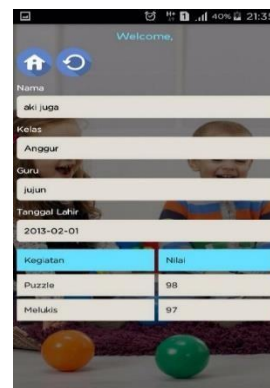 40% 21:35
Welcome,
Nama
aki juga
Kelas
Anggur
Guru
jujun
Tanggal Lahir
2013-02-01
Kegiatan Nilai
Puzzle 98
Melukis 97